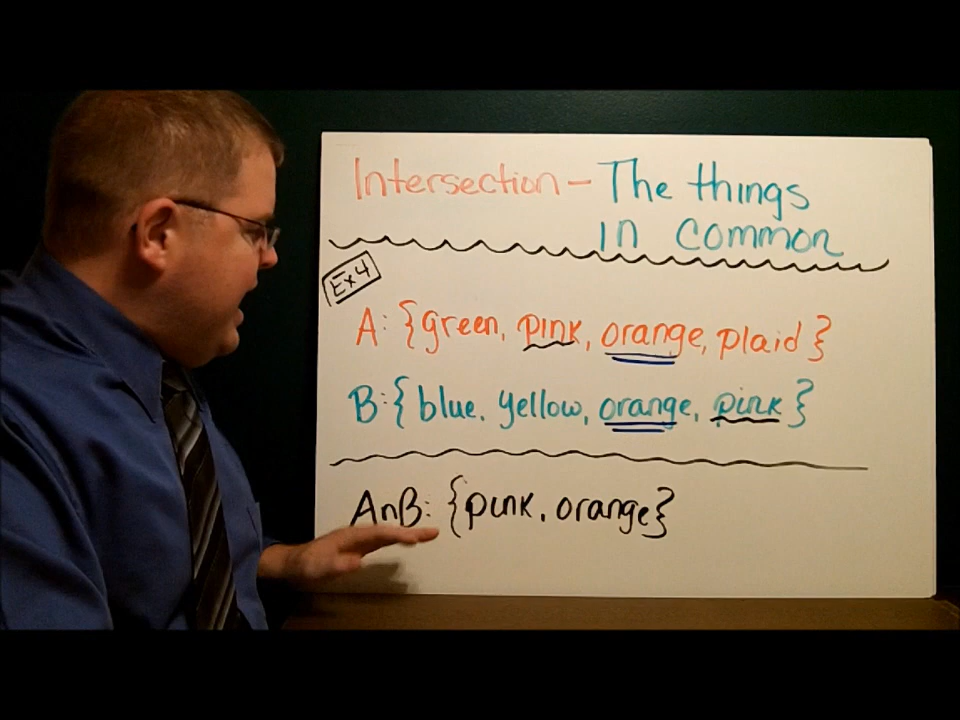 Intersection - The things
in common
Ex 4
A: {green, pink, orange, plaid}
B: {blue, yellow, orange, pink}
A∩B: {pink, orange}